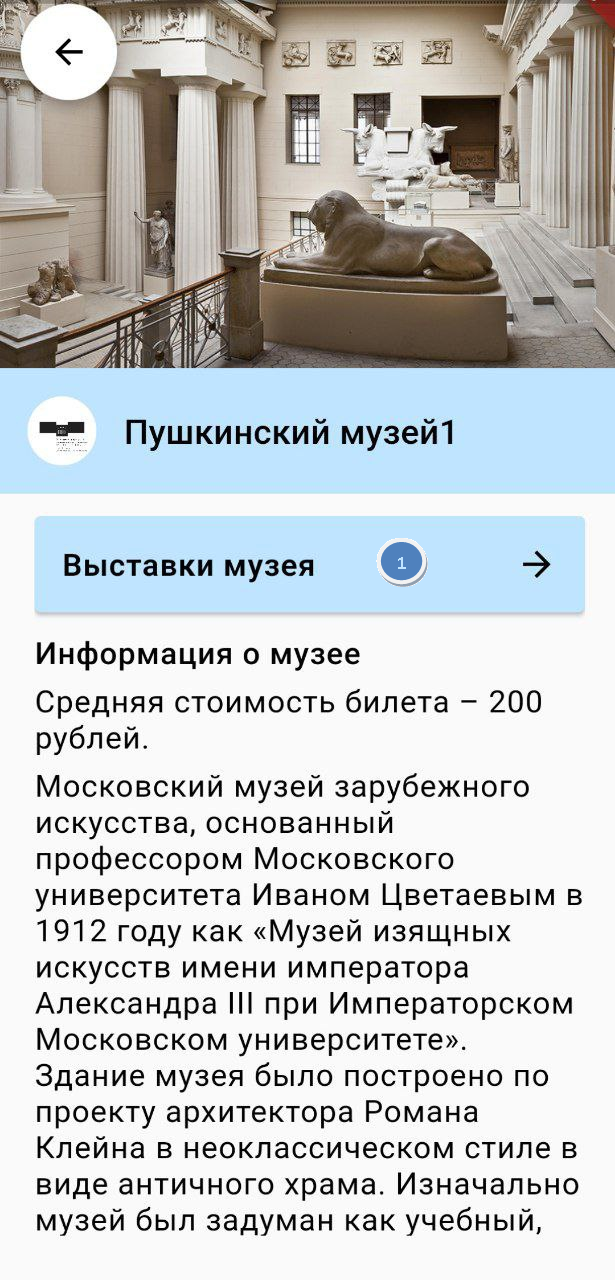 Пушкинский музей1
Выставки музея
1
Информация о музее
Средняя стоимость билета – 200
рублей.
Московский музей зарубежного
искусства, основанный
профессором Московского
университета Иваном Цветаевым в
1912 году как «Музей изящных
искусств имени императора
Александра III при Императорском
Московском университете».
Здание музея было построено по
проекту архитектора Романа
Клейна в неоклассическом стиле в
виде античного храма. Изначально
музей был задуман как учебный,